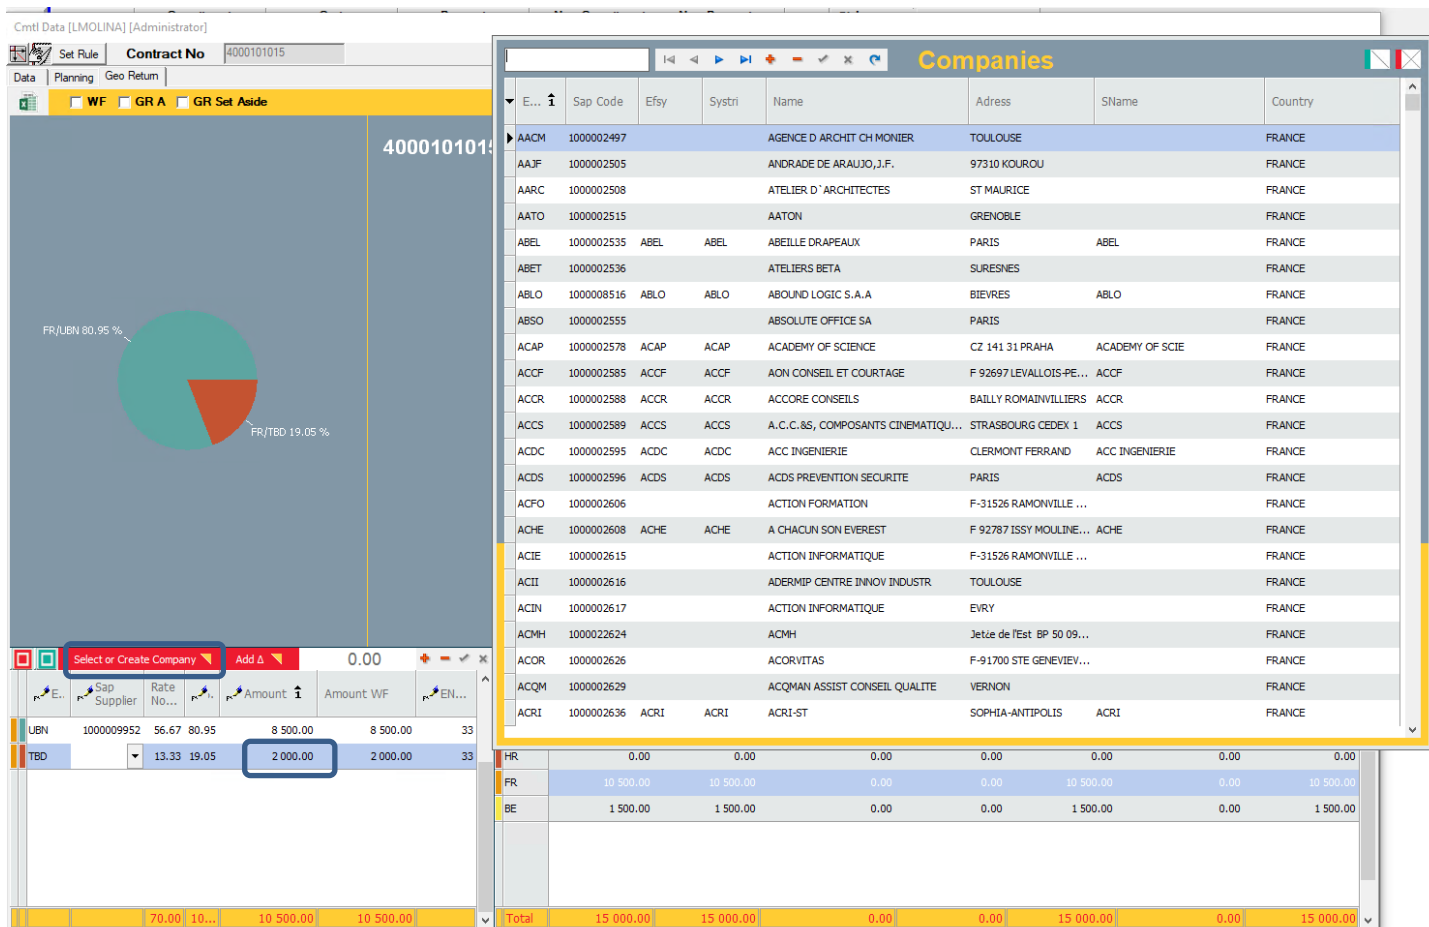 Cmtl Data [LMOLINA] [Administrator]
Set Rule Contract No 4000101015
Data Planning Geo Return
WF GR A GR Set Aside
400010101
FR/UBN 80.95 %
FR/TBD 19.05 %
Companies
E... 1 Sap Code Efsy Systri Name Adress SName Country
AACM 1000002497 AGENCE D ARCHIT CH MONIER TOULOUSE FRANCE
AAJF 1000002505 ANDRADE DE ARAUJO,J.F. 97310 KOUROU FRANCE
AARC 1000002508 ATELIER D`ARCHITECTES ST MAURICE FRANCE
AATO 1000002515 AATON GRENOBLE FRANCE
ABEL 1000002535 ABEL ABEL ABEILLE DRAPEAUX PARIS ABEL FRANCE
ABET 1000002536 ATELIERS BETA SURESNES FRANCE
ABLO 1000008516 ABLO ABLO ABOUND LOGIC S.A.A BIEVRES ABLO FRANCE
ABSO 1000002555 ABSOLUTE OFFICE SA PARIS FRANCE
ACAP 1000002578 ACAP ACAP ACADEMY OF SCIENCE CZ 141 31 PRAHA ACADEMY OF SCIE FRANCE
ACCF 1000002585 ACCF ACCF AON CONSEIL ET COURTAGE F 92697 LEVALLOIS-PE... ACCF FRANCE
ACCR 1000002588 ACCR ACCR ACCORE CONSEILS BAILLY ROMAINVILLIERS ACCR FRANCE
ACCS 1000002589 ACCS ACCS A.C.C.&S, COMPOSANTS CINEMATIQU... STRASBOURG CEDEX 1 ACCS FRANCE
ACDC 1000002595 ACDC ACDC ACC INGENIERIE CLERMONT FERRAND ACC INGENIERIE FRANCE
ACDS 1000002596 ACDS ACDS ACDS PREVENTION SECURITE PARIS ACDS FRANCE
ACFO 1000002606 ACTION FORMATION F-31526 RAMONVILLE ... FRANCE
ACHE 1000002608 ACHE ACHE A CHACUN SON EVEREST F 92787 ISSY MOULINE... ACHE FRANCE
ACIE 1000002615 ACTION INFORMATIQUE F-31526 RAMONVILLE ... FRANCE
ACII 1000002616 ADERMIP CENTRE INNOV INDUSTR TOULOUSE FRANCE
ACIN 1000002617 ACTION INFORMATIQUE EVRY FRANCE
ACMH 1000022624 ACMH Jetée de l'Est BP 50 09... FRANCE
ACOR 1000002626 ACORVITAS F-91700 STE GENEVIEV... FRANCE
ACQM 1000002629 ACQMAN ASSIST CONSEIL QUALITE VERNON FRANCE
ACRI 1000002636 ACRI ACRI ACRI-ST SOPHIA-ANTIPOLIS ACRI FRANCE
Select or Create Company Add Δ 0.00
E.. Sap Supplier Rate No... Amount 1 Amount WF EN...
UBN 1000009952 56.67 80.95 8 500.00 8 500.00 33
TBD 13.33 19.05 2 000.00 2 000.00 33
70.00 10... 10 500.00 10 500.00
HR 0.00 0.00 0.00 0.00 0.00 0.00 0.00
FR 10 500.00 10 500.00 0.00 0.00 10 500.00 0.00 10 500.00
BE 1 500.00 1 500.00 0.00 0.00 1 500.00 0.00 1 500.00
Total 15 000.00 15 000.00 0.00 0.00 15 000.00 0.00 15 000.00